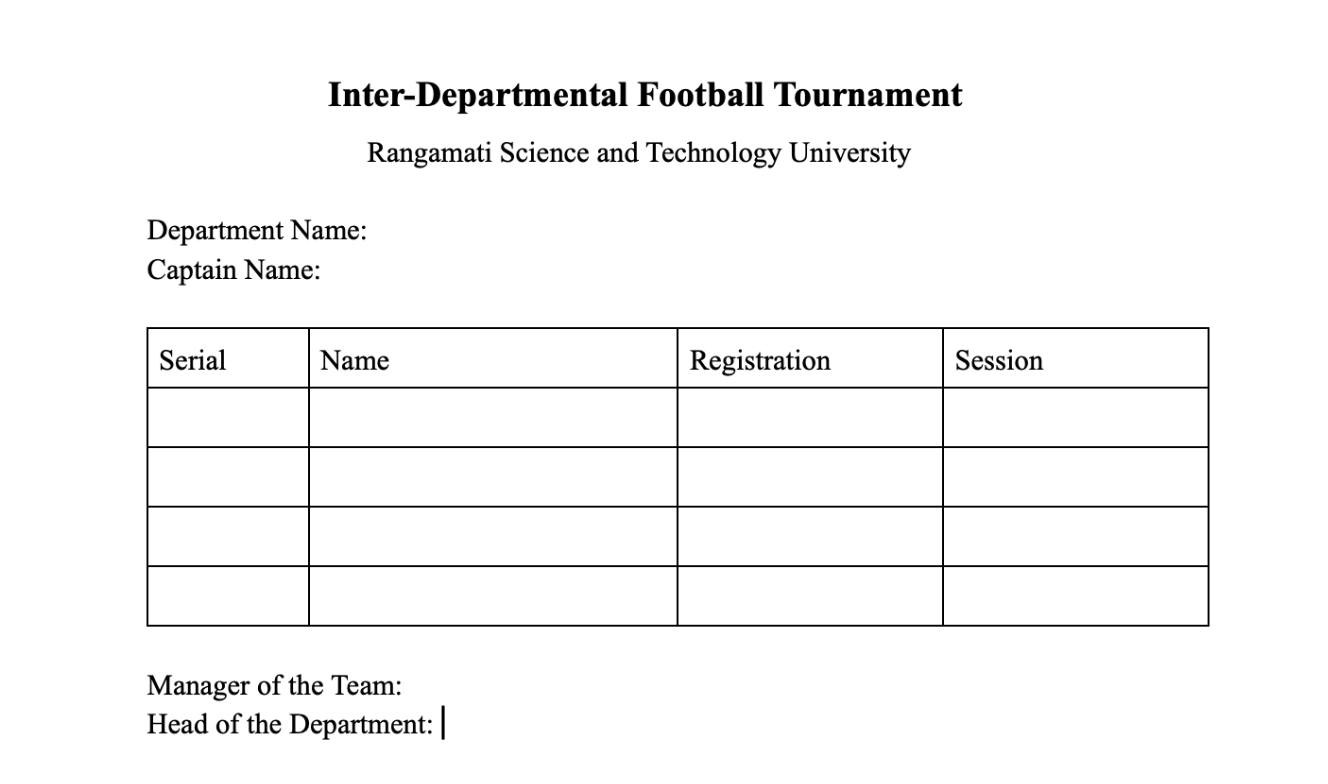 Inter-Departmental Football Tournament
Rangamati Science and Technology University
Department Name:
Captain Name:
Serial Name Registration Session
Manager of the Team:
Head of the Department: